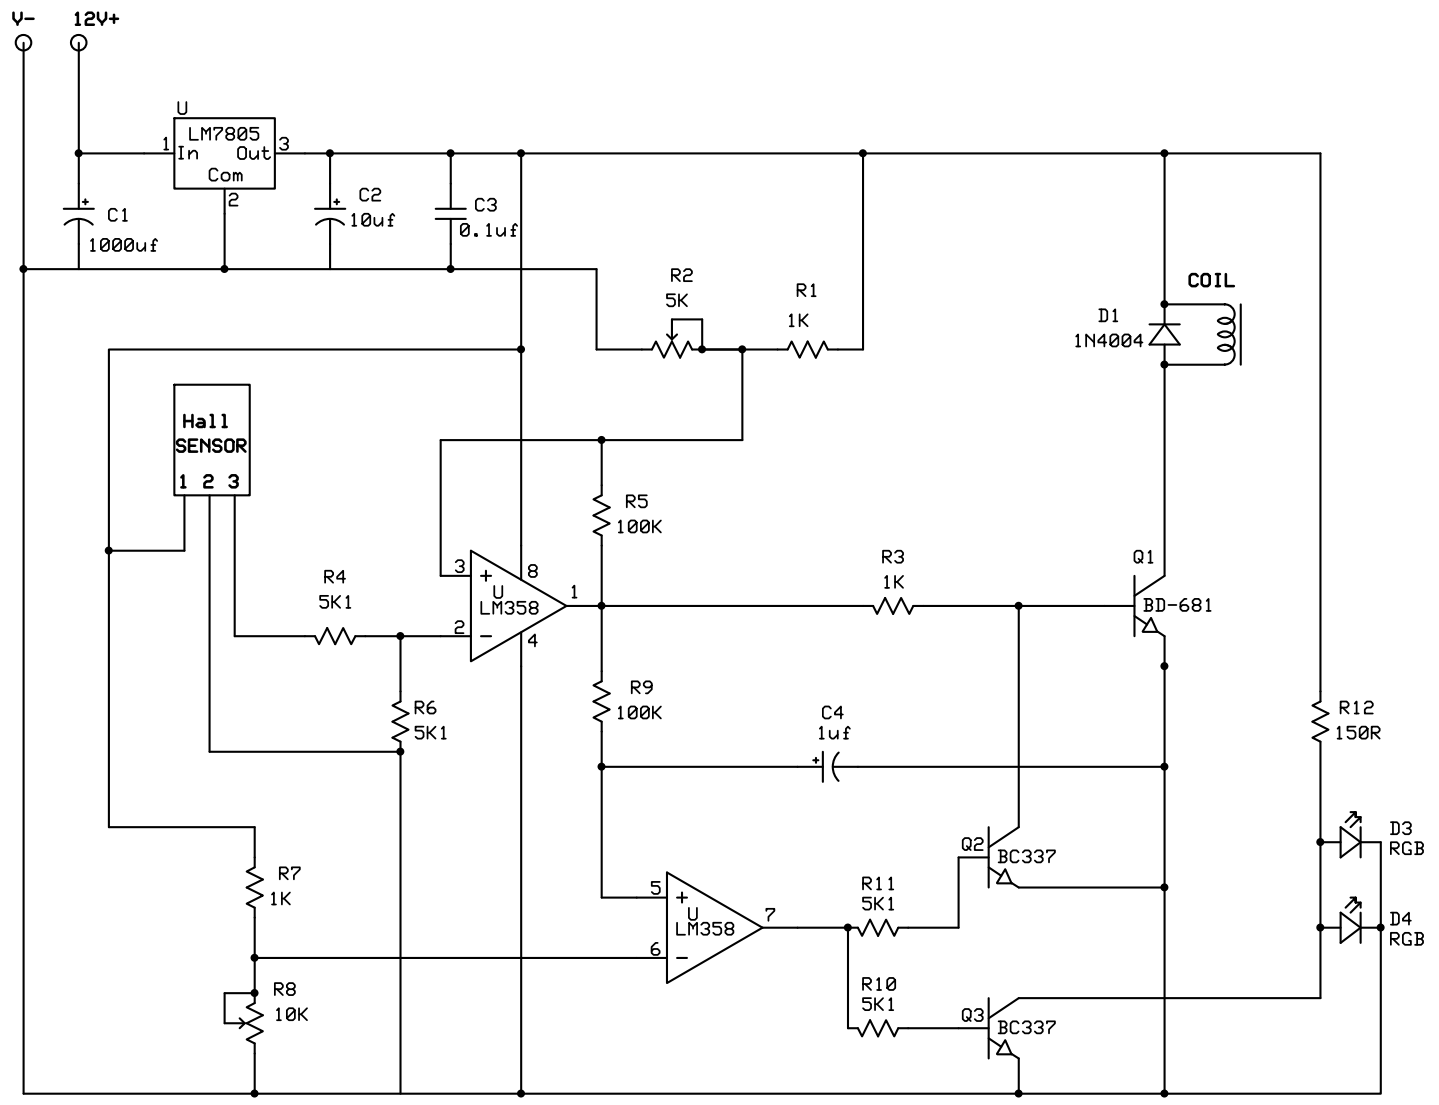 V-
12V+
U
LM7805
1
In
Out
3
Com
2
C1
1000uf
C2
10uf
C3
0.1uf
R2
5K
R1
1K
COIL
D1
1N4004
Hall
SENSOR
1 2 3
R5
100K
R4
5K1
3
+
8
U
LM358
1
2
−
4
R3
1K
Q1
BD-681
R6
5K1
R9
100K
C4
1uf
R12
150R
D3
RGB
D4
RGB
R7
1K
R8
10K
5
+
U
LM358
7
6
−
R11
5K1
R10
5K1
Q2
BC337
Q3
BC337